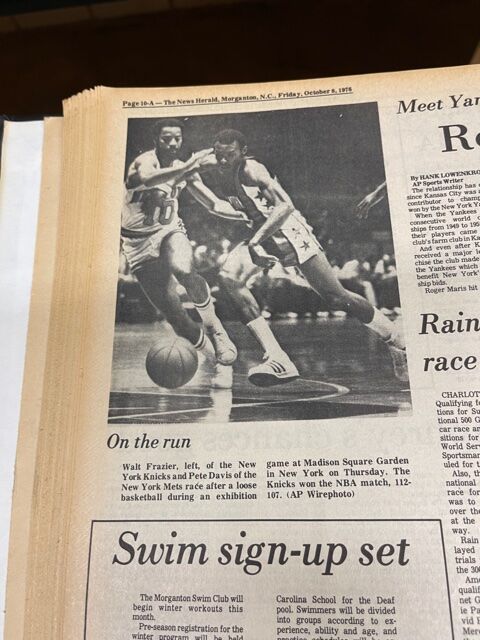 Page 10-A — The News Herald, Morganton, N.C., Friday, October 8, 1976
On the run
Walt Frazier, left, of the New
York Knicks and Pete Davis of the
New York Mets race after a loose
basketball during an exhibition
game at Madison Square Garden
in New York on Thursday. The
Knicks won the NBA match, 112-
107. (AP Wirephoto)
Swim sign-up set
The Morganton Swim Club will
begin winter workouts this
month.
Pre-season registration for the
winter program will be held
Carolina School for the Deaf
pool. Swimmers will be divided
into groups according to ex-
perience, ability and age, and
Meet Yan
R
By HANK LOWENKRO
AP Sports Writer
The relationship has
since Kansas City was
contributor to champ
won by the New York Y
When the Yankees
consecutive world c
ships from 1949 to 195
their players came
club's farm club in Ka
And even after K
received a major le
chise the club made
the Yankees which
benefit New York'
ship bids.
Roger Maris hit
Rain
race
CHARLOT
Qualifying f
tions for Su
tional 500 G
car race an
sitions for
World Serv
Sportsman
uled for t
Also, th
national
race for
was to
over the
at the
way.
Rain
layed
trials
the 300
Amo
qualif
net G
le Pa
vid
10